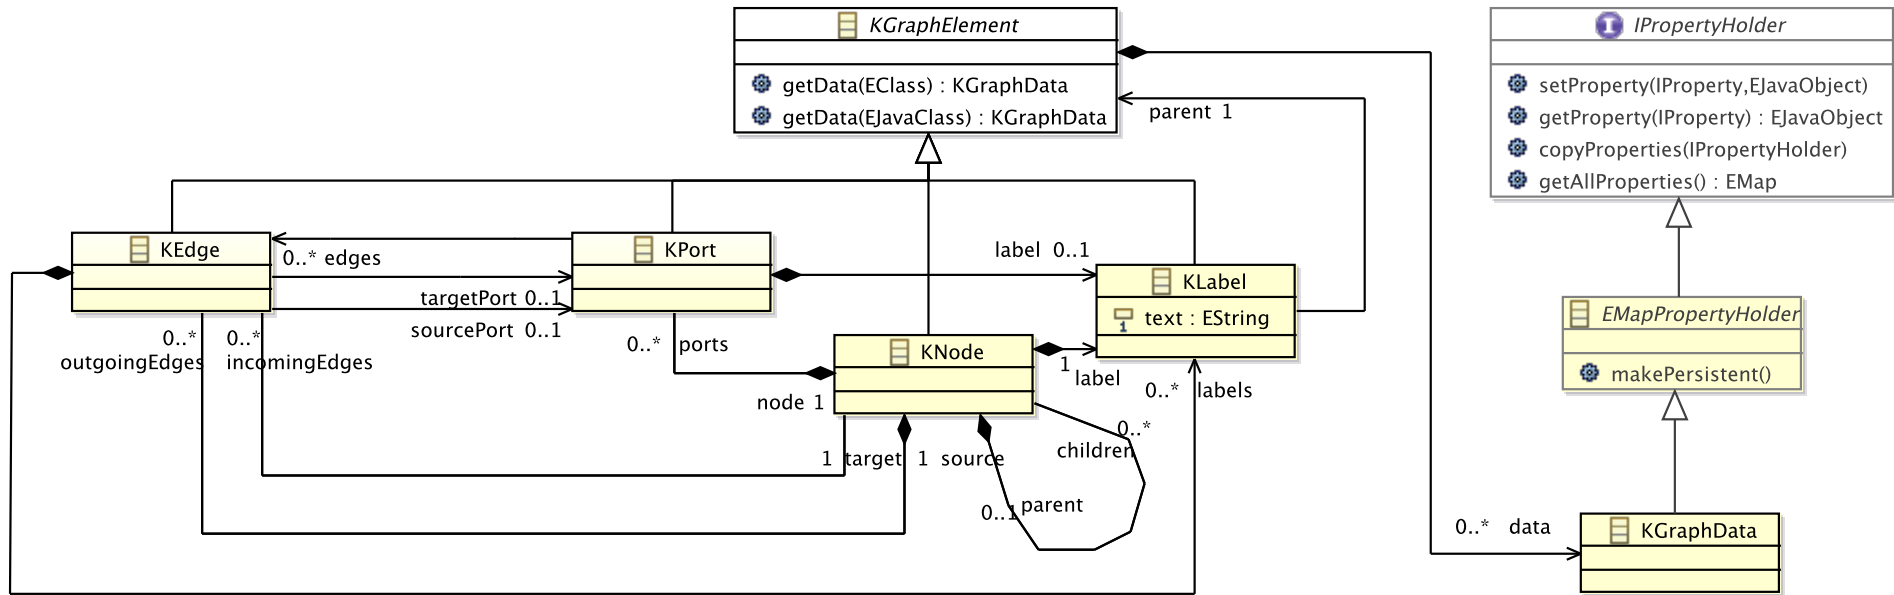 KGraphElement
getData(EClass) : KGraphData
getData(EJavaClass) : KGraphData
parent 1
IPropertyHolder
setProperty(IProperty,EJavaObject)
getProperty(IProperty) : EJavaObject
copyProperties(IPropertyHolder)
getAllProperties() : EMap
KEdge
0..* edges
targetPort 0..1
sourcePort 0..1
KPort
label 0..1
KLabel
1
text : EString
EMapPropertyHolder
makePersistent()
0..*
outgoingEdges
0..*
incomingEdges
0..* ports
node 1
KNode
1
label
0..* labels
0..*
children
1 target
1 source
0..1 parent
0..* data
KGraphData